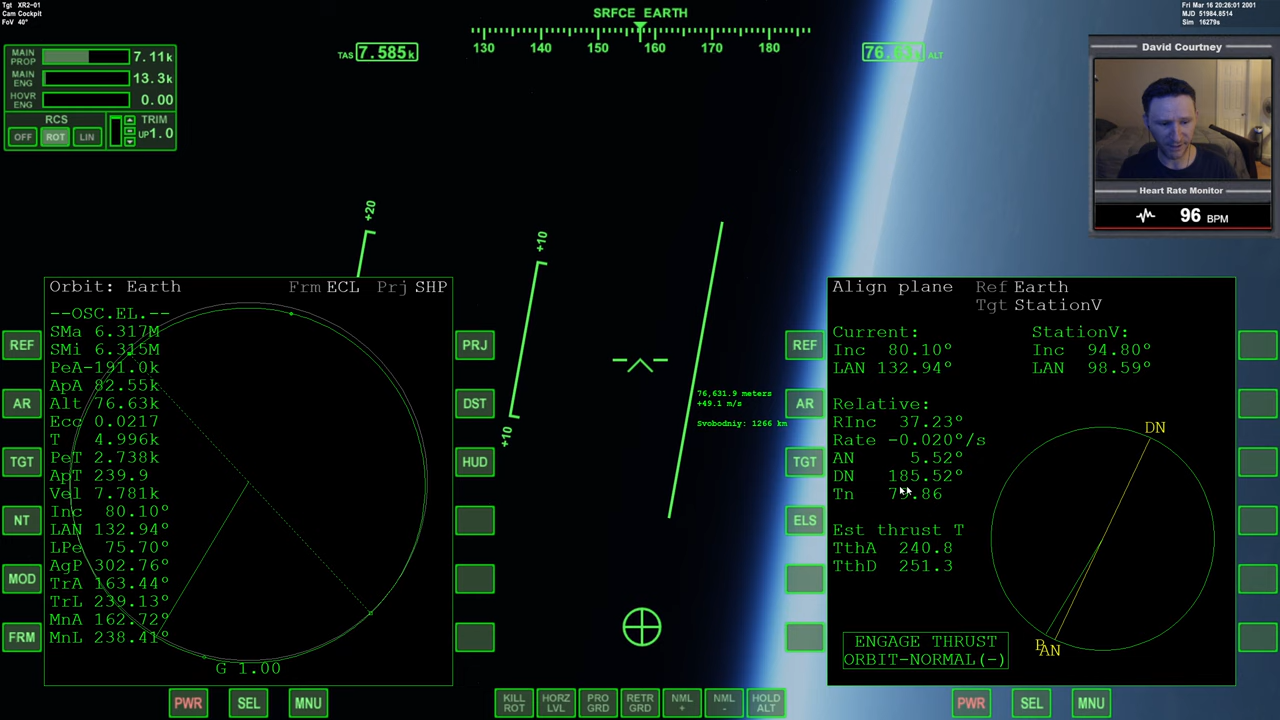 Tgt XR2-01
Cam Cockpit
FoV 40°
SRFCE EARTH
130 140 150 160 170 180
TAS 7.585k
ALT
Fri Mar 16 20:26:01 2001
MJD 51984.8514
Sim 16279s
MAIN PROP 7.11k
MAIN ENG 13.3k
HOVR ENG 0.00
RCS
TRIM
OFF ROT LIN
UP 1.0
David Courtney
Heart Rate Monitor
96 BPM
+20
+10
+10
76,631.9 meters
+49.1 m/s
Svobodniy: 1266 km
Orbit: Earth Frm ECL Prj SHP
--OSC.EL.--
SMa 6.317M
SMi 6.315M
PeA-191.0k
ApA 82.55k
Alt 76.63k
Ecc 0.0217
T 4.996k
PeT 2.738k
ApT 239.9
Vel 7.781k
Inc 80.10°
LAN 132.94°
LPe 75.70°
AgP 302.76°
TrA 163.44°
TrL 239.13°
MnA 162.72°
MnL 238.41°
G 1.00
REF
AR
TGT
NT
MOD
FRM
PRJ
DST
HUD
PWR SEL MNU
KILL ROT
HORZ LVL
PRO GRD
RETR GRD
NML +
NML -
HOLD ALT
Align plane Ref Earth
Tgt StationV
Current: StationV:
Inc 80.10° Inc 94.80°
LAN 132.94° LAN 98.59°
Relative:
RInc 37.23°
Rate -0.020°/s
AN 5.52°
DN 185.52°
Tn
Est thrust T
TthA 240.8
TthD 251.3
ENGAGE THRUST
ORBIT-NORMAL(-)
DN
AN
REF
AR
TGT
ELS
PWR SEL MNU